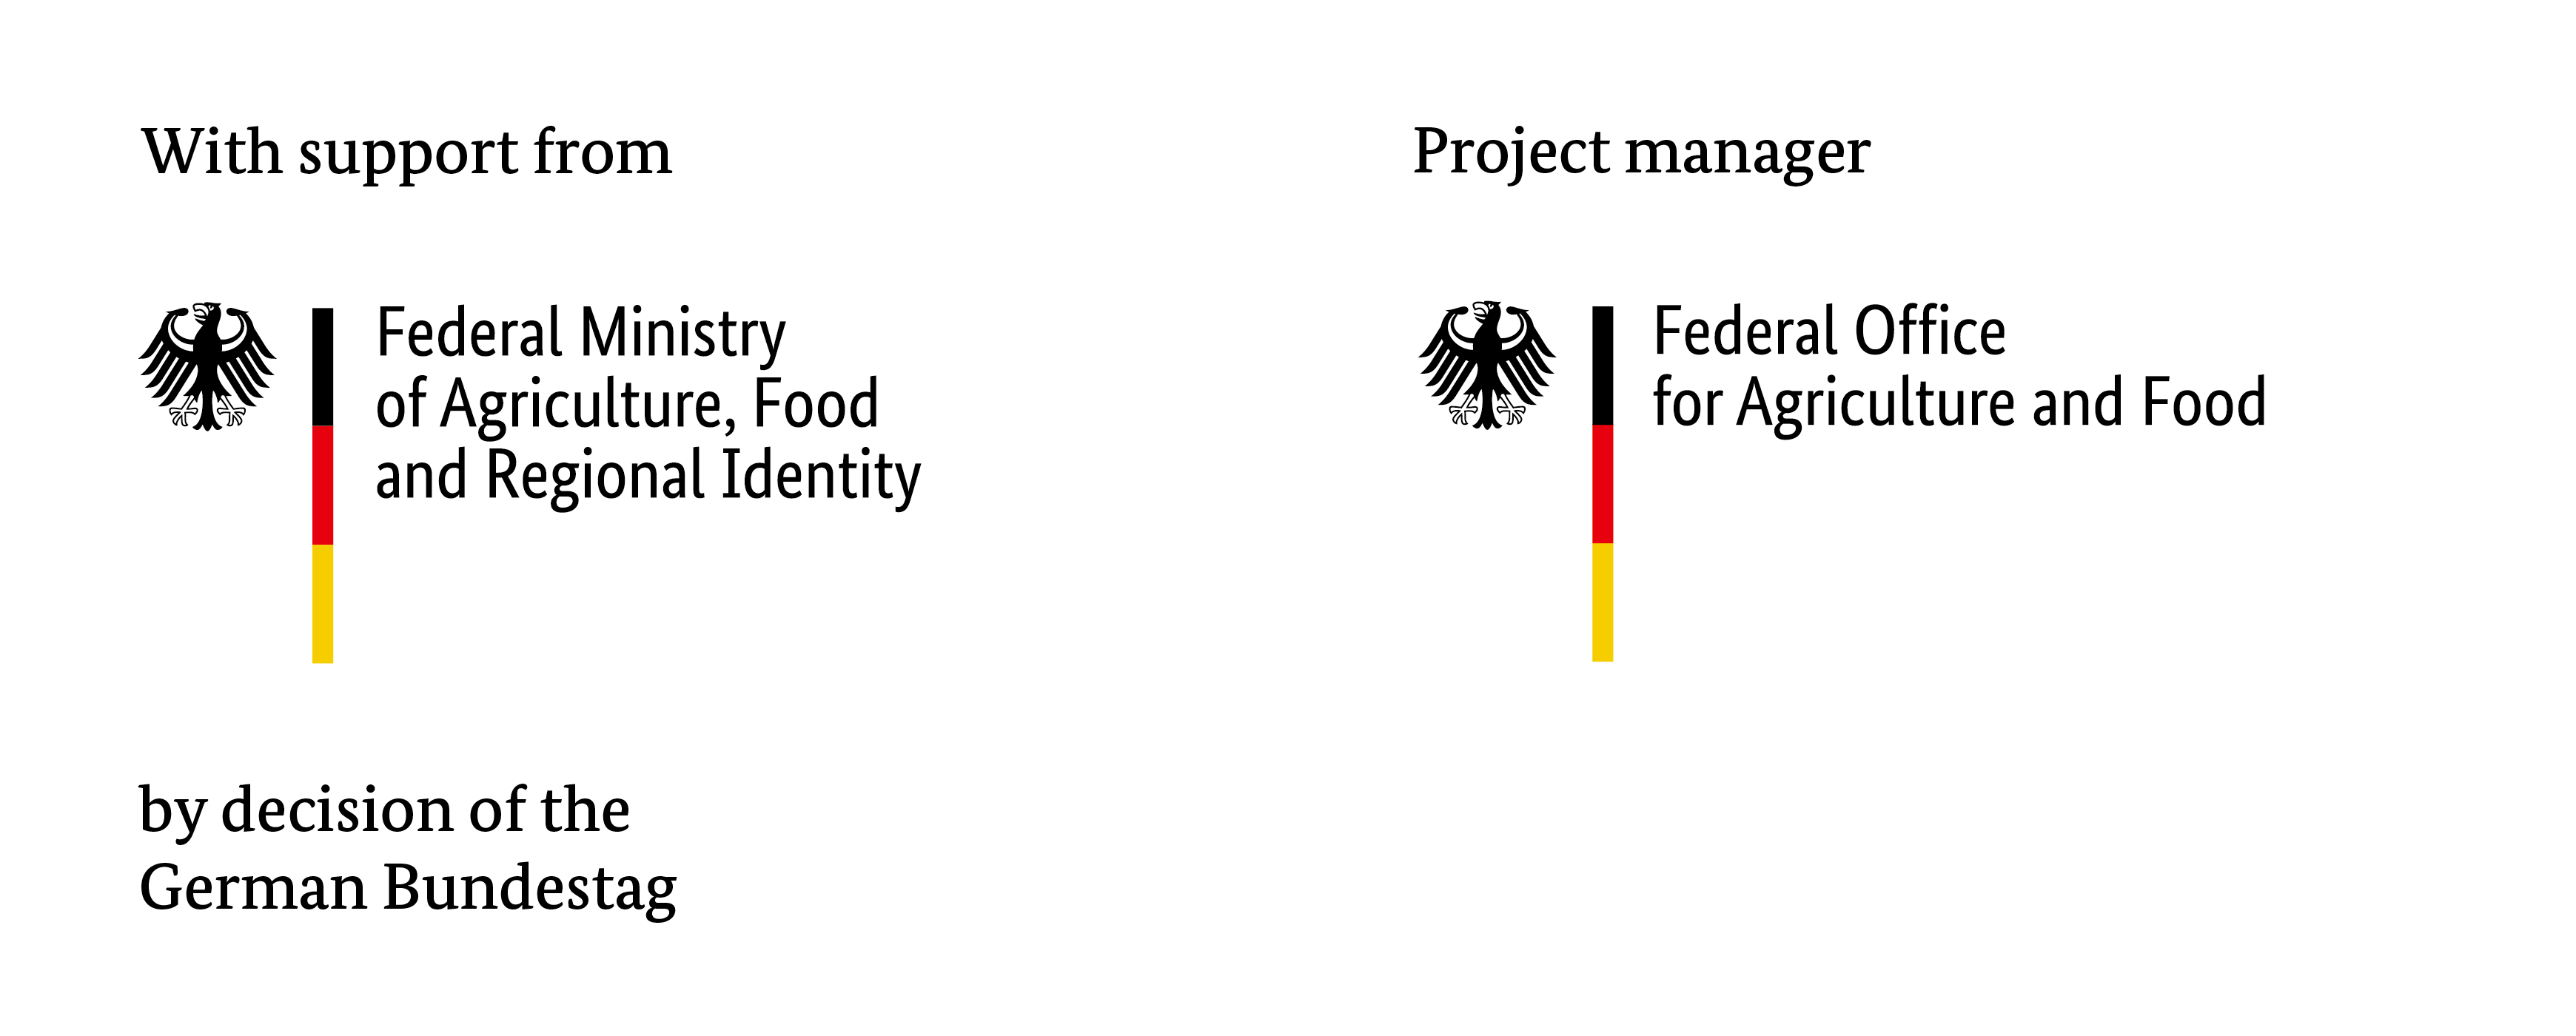 With support from
Federal Ministry
of Agriculture, Food
and Regional Identity
by decision of the
German Bundestag
Project manager
Federal Office
for Agriculture and Food